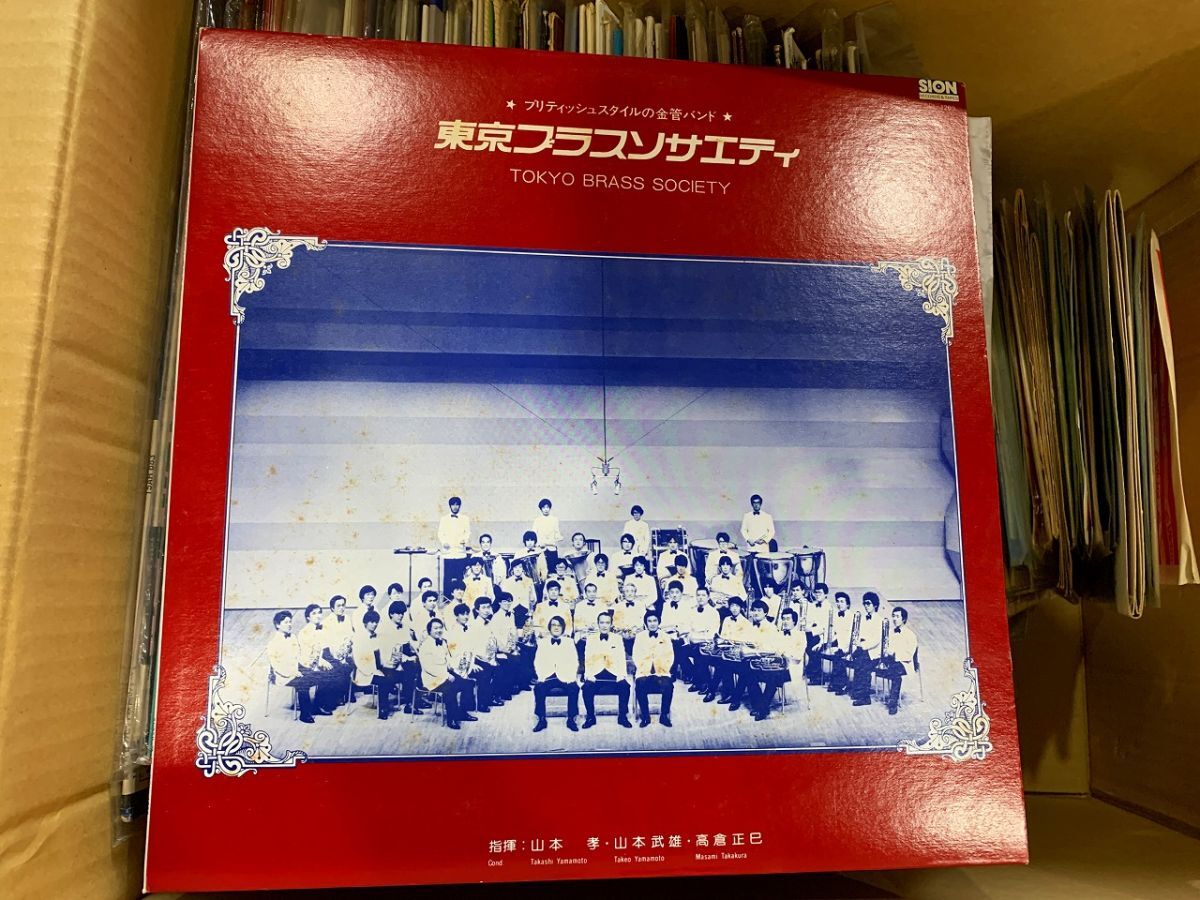 SION
★ ブリティッシュスタイルの金管バンド ★
東京ブラスソサエティ
TOKYO BRASS SOCIETY
指揮：山本 孝・山本武雄・高倉正巳
Cond Takashi Yamamoto Takeo Yamamoto Masami Takakura